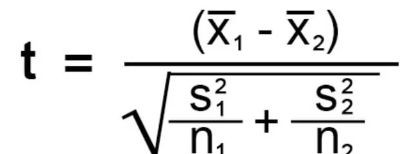 t = (x̄₁ - x̄₂) / √(s₁²/n₁ + s₂²/n₂)